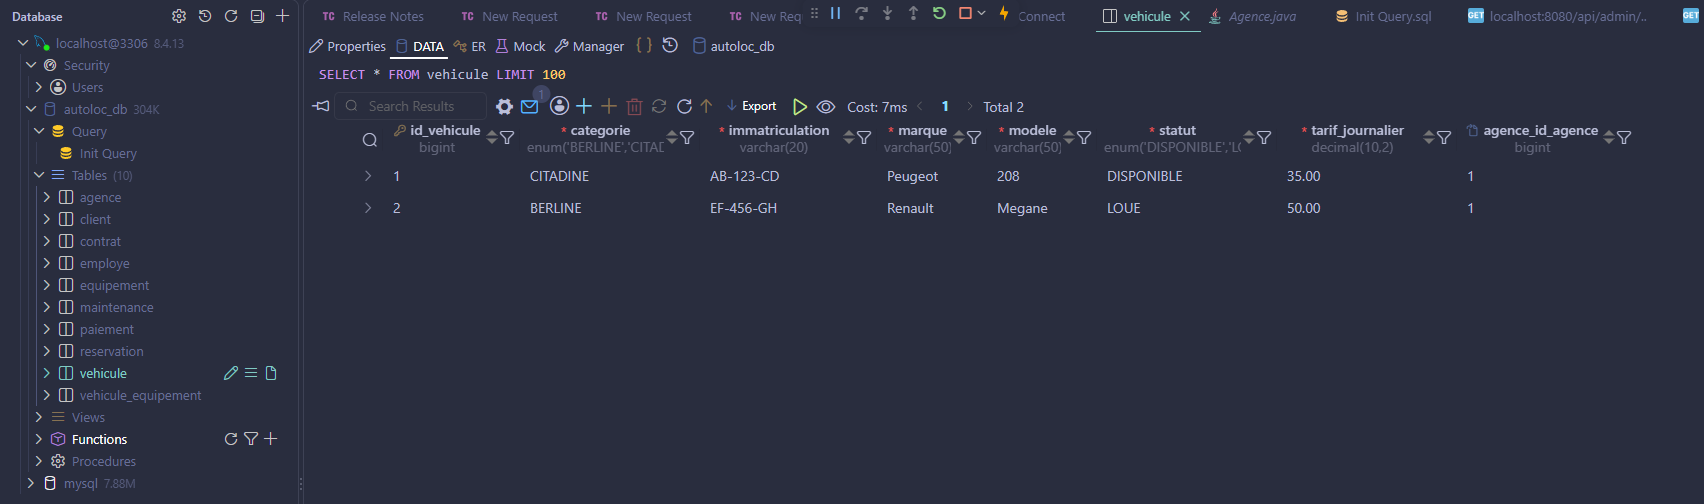 Database
Release Notes
New Request
New Request
New Requ
Connect
vehicule
Agence.java
Init Query.sql
GET localhost:8080/api/admin/..
GET
localhost@3306 8.4.13
Security
Users
autoloc_db 304K
Query
Init Query
Tables (10)
agence
client
contrat
employe
equipement
maintenance
paiement
reservation
vehicule
vehicule_equipement
Views
Functions
Procedures
mysql 7.88M
Properties DATA ER Mock Manager {} autoloc_db
SELECT * FROM vehicule LIMIT 100
Search Results 1 Export Cost: 7ms < 1 > Total 2
id_vehicule * categorie * immatriculation * marque * modele * statut * tarif_journalier agence_id_agence
bigint enum('BERLINE','CITAD varchar(20) varchar(50) varchar(50) enum('DISPONIBLE','LO decimal(10,2) bigint
1 CITADINE AB-123-CD Peugeot 208 DISPONIBLE 35.00 1
2 BERLINE EF-456-GH Renault Megane LOUE 50.00 1